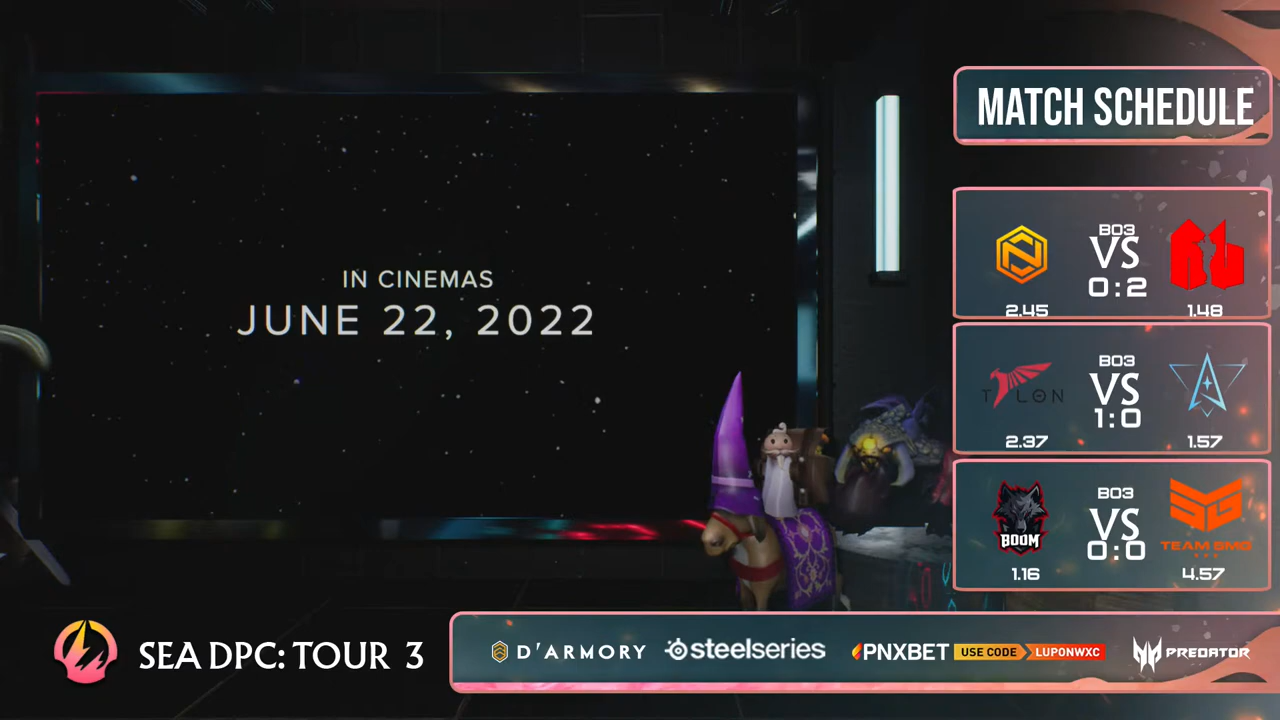 MATCH SCHEDULE
IN CINEMAS
JUNE 22, 2022
BO3
VS
0:2
2.45
1.48
TALON
BO3
VS
1:0
2.37
1.57
BOOM
BO3
VS
0:0
TEAM SMG
1.16
4.57
SEA DPC: TOUR 3
D'ARMORY
steelseries
PNXBET USE CODE LUPONWXC
PREDATOR